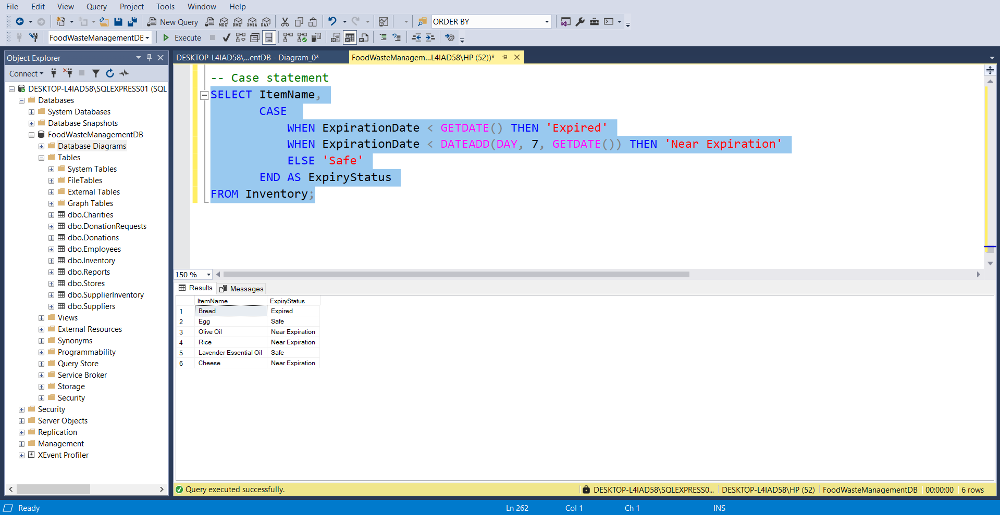 File Edit View Query Project Tools Window Help
New Query MDX DMX XMLA DAX ORDER BY
FoodWasteManagementDB Execute
Object Explorer
Connect
DESKTOP-L4IAD58\SQLEXPRESS01 (SQL
Databases
System Databases
Database Snapshots
FoodWasteManagementDB
Database Diagrams
Tables
System Tables
FileTables
External Tables
Graph Tables
dbo.Charities
dbo.DonationRequests
dbo.Donations
dbo.Employees
dbo.Inventory
dbo.Reports
dbo.Stores
dbo.SupplierInventory
dbo.Suppliers
Views
External Resources
Synonyms
Programmability
Query Store
Service Broker
Storage
Security
Security
Server Objects
Replication
Management
XEvent Profiler
DESKTOP-L4IAD58\...entDB - Diagram_0* FoodWasteManagem...L4IAD58\HP (52))*
-- Case statement
SELECT ItemName,
CASE
WHEN ExpirationDate < GETDATE() THEN 'Expired'
WHEN ExpirationDate < DATEADD(DAY, 7, GETDATE()) THEN 'Near Expiration'
ELSE 'Safe'
END AS ExpiryStatus
FROM Inventory;
150 %
Results Messages
ItemName ExpiryStatus
1 Bread Expired
2 Egg Safe
3 Olive Oil Near Expiration
4 Rice Near Expiration
5 Lavender Essential Oil Safe
6 Cheese Near Expiration
Query executed successfully. DESKTOP-L4IAD58\SQLEXPRESS0... DESKTOP-L4IAD58\HP (52) FoodWasteManagementDB 00:00:00 6 rows
Ready Ln 262 Col 1 Ch 1 INS